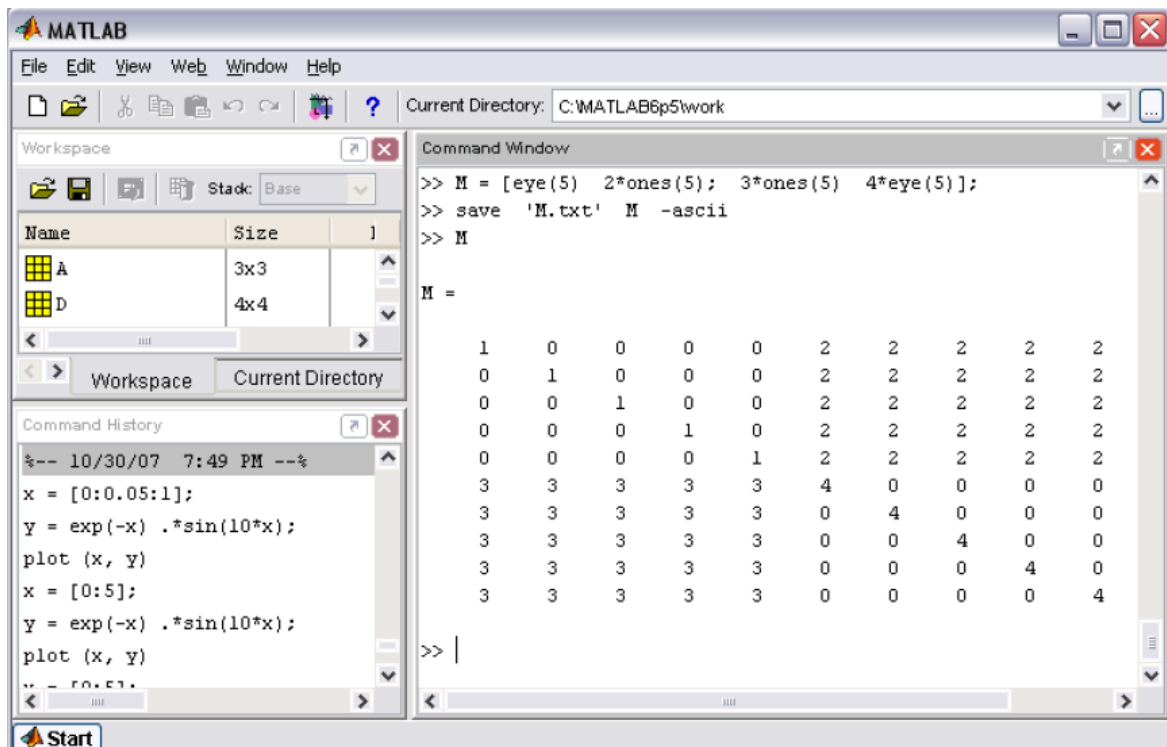 MATLAB
File Edit View Web Window Help
? Current Directory: C:\MATLAB6p5\work ...
Workspace
Stack: Base
Name Size
A 3x3
D 4x4
Workspace Current Directory
Command History
%-- 10/30/07 7:49 PM --%
x = [0:0.05:1];
y = exp(-x) .*sin(10*x);
plot (x, y)
x = [0:5];
y = exp(-x) .*sin(10*x);
plot (x, y)
x = [0:5];
Command Window
>> M = [eye(5) 2*ones(5); 3*ones(5) 4*eye(5)];
>> save 'M.txt' M -ascii
>> M
M =
1 0 0 0 0 2 2 2 2 2
0 1 0 0 0 2 2 2 2 2
0 0 1 0 0 2 2 2 2 2
0 0 0 1 0 2 2 2 2 2
0 0 0 0 1 2 2 2 2 2
3 3 3 3 3 4 0 0 0 0
3 3 3 3 3 0 4 0 0 0
3 3 3 3 3 0 0 4 0 0
3 3 3 3 3 0 0 0 4 0
3 3 3 3 3 0 0 0 0 4
>>
Start